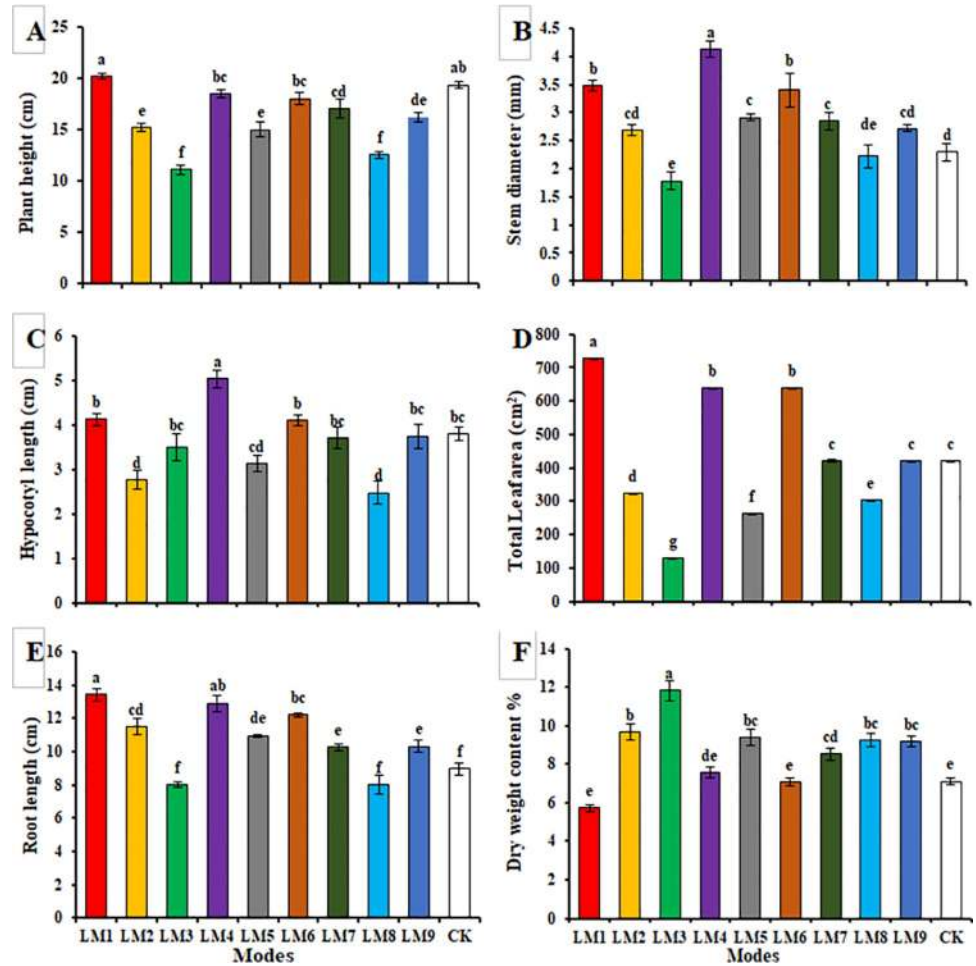 A
Plant height (cm)
25
20
15
10
5
0
a
e
f
bc
e
bc
cd
f
de
ab
B
Stem diameter (mm)
4.5
4
3.5
3
2.5
2
1.5
1
0.5
0
b
cd
e
a
c
b
c
de
cd
d
C
Hypocotyl length (cm)
6
5
4
3
2
1
0
b
d
bc
a
cd
b
bc
d
bc
bc
D
Total Leaf area (cm²)
800
700
600
500
400
300
200
100
0
a
d
g
b
f
b
c
e
c
c
E
Root length (cm)
16
14
12
10
8
6
4
2
0
a
cd
f
ab
de
bc
e
f
e
f
LM1 LM2 LM3 LM4 LM5 LM6 LM7 LM8 LM9 CK
Modes
F
Dry weight content %
14
12
10
8
6
4
2
0
e
b
a
de
bc
e
cd
bc
bc
e
LM1 LM2 LM3 LM4 LM5 LM6 LM7 LM8 LM9 CK
Modes